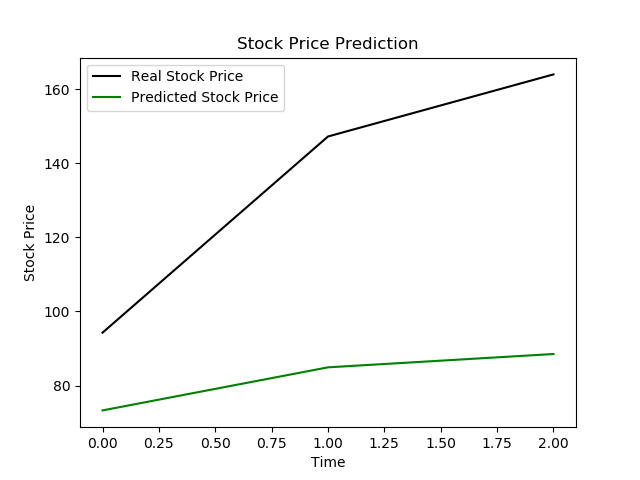 Stock Price Prediction
Real Stock Price
Predicted Stock Price
Stock Price
160
140
120
100
80
0.00 0.25 0.50 0.75 1.00 1.25 1.50 1.75 2.00
Time